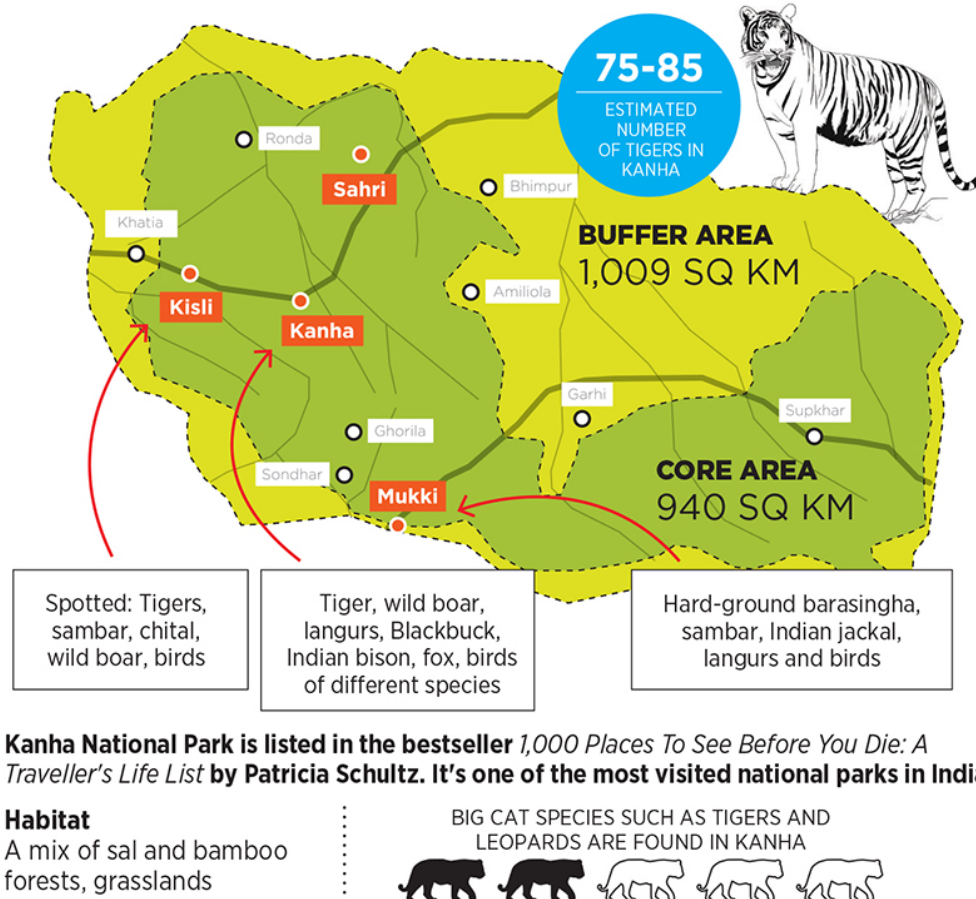 75-85
ESTIMATED
NUMBER
OF TIGERS IN
KANHA
Ronda
Sahri
Bhimpur
Khatia
BUFFER AREA
1,009 SQ KM
Kisli
Amiliola
Kanha
Garhi
Supkhar
Ghorila
Sondhar
CORE AREA
940 SQ KM
Mukki
Spotted: Tigers,
sambar, chital,
wild boar, birds
Tiger, wild boar,
langurs, Blackbuck,
Indian bison, fox, birds
of different species
Hard-ground barasingha,
sambar, Indian jackal,
langurs and birds
Kanha National Park is listed in the bestseller 1,000 Places To See Before You Die: A
Traveller's Life List by Patricia Schultz. It's one of the most visited national parks in Indi
Habitat
A mix of sal and bamboo
forests, grasslands
BIG CAT SPECIES SUCH AS TIGERS AND
LEOPARDS ARE FOUND IN KANHA